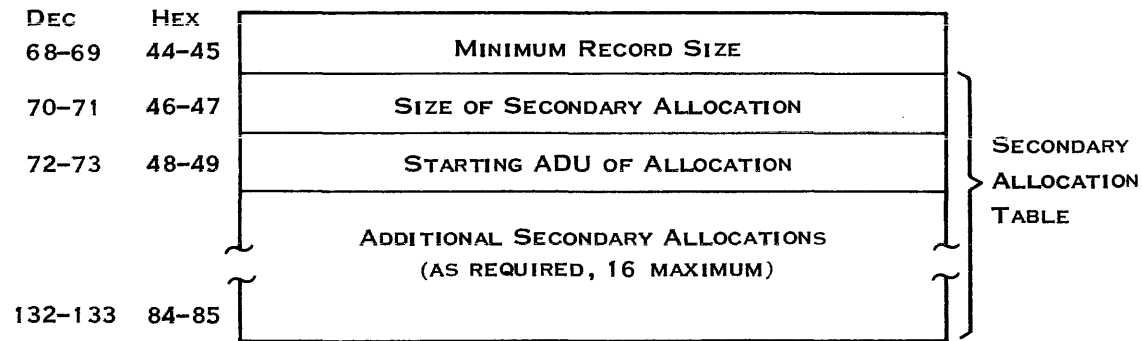 DEC HEX
68-69 44-45 MINIMUM RECORD SIZE
70-71 46-47 SIZE OF SECONDARY ALLOCATION
72-73 48-49 STARTING ADU OF ALLOCATION
SECONDARY
ALLOCATION
TABLE
ADDITIONAL SECONDARY ALLOCATIONS
(AS REQUIRED, 16 MAXIMUM)
132-133 84-85